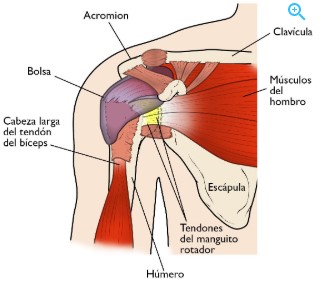 Acromion
Clavícula
Bolsa
Músculos
del
hombro
Cabeza larga
del tendón
del bíceps
Escápula
Tendones
del manguito
rotador
Húmero